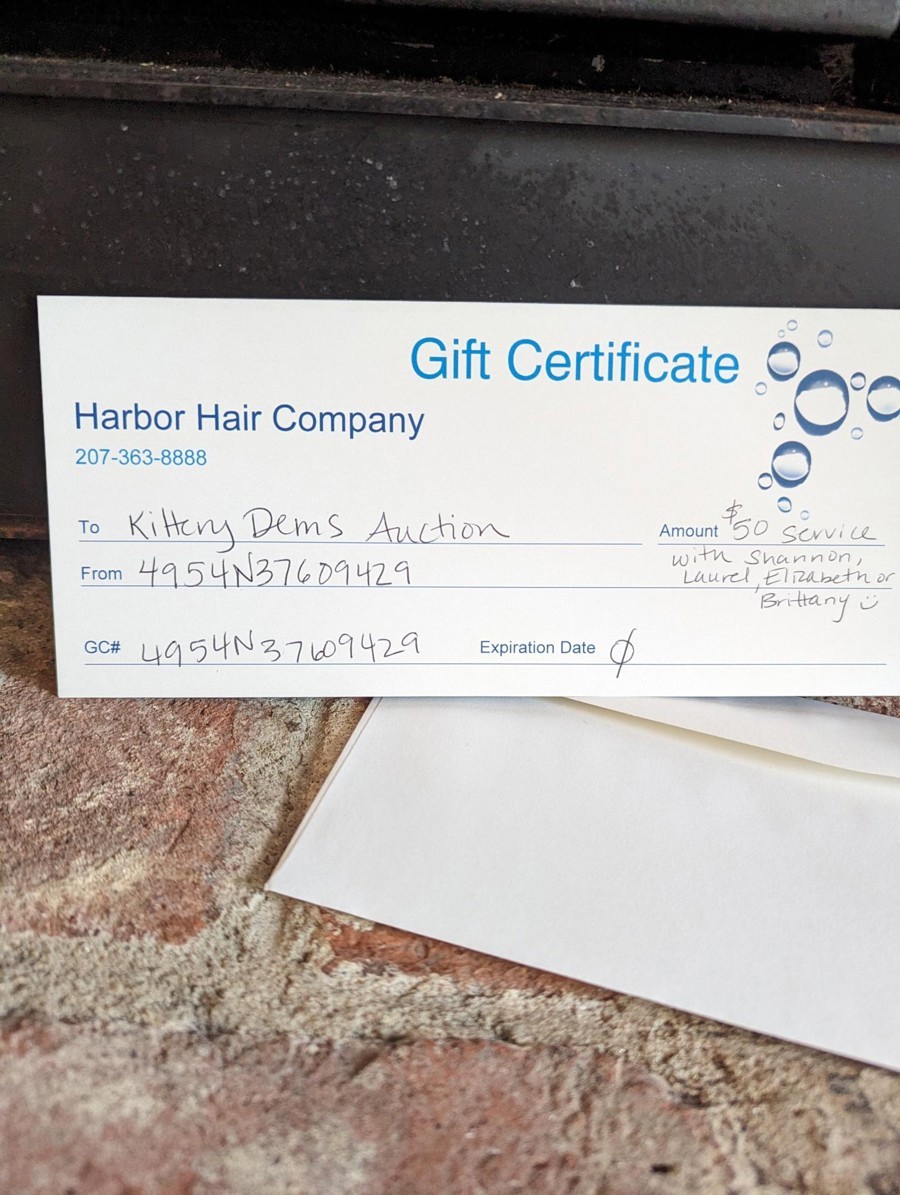 Gift Certificate
Harbor Hair Company
207-363-8888
To Kittery Dems Auction
Amount $50 service
with Shannon,
Laurel, Elizabeth or
Brittany
From 4954N37609429
GC# 4954N37609429 Expiration Date ∅